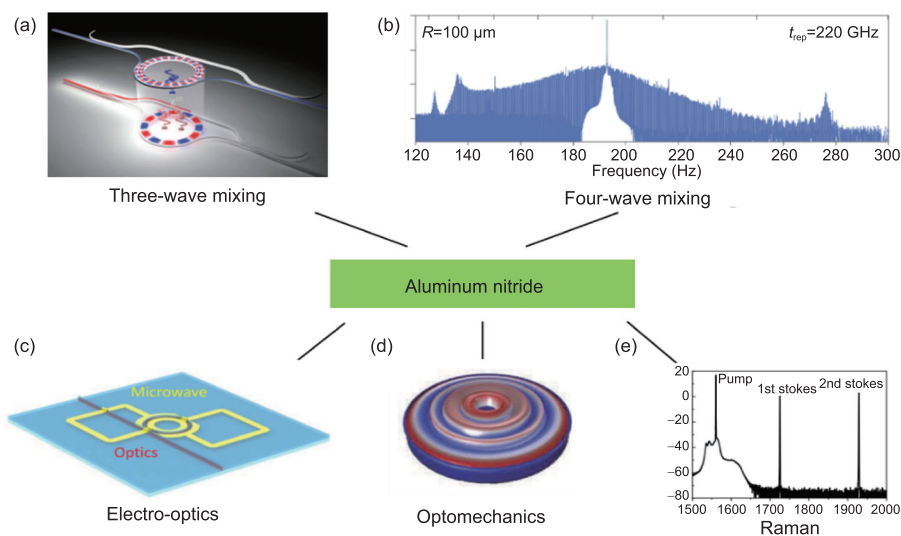 (a)
(b)
R=100 μm
t_rep=220 GHz
120 140 160 180 200 220 240 260 280 300
Frequency (Hz)
Three-wave mixing
Four-wave mixing
Aluminum nitride
(c)
(d)
(e)
Microwave
Optics
Electro-optics
Optomechanics
20
0
−20
−40
−60
−80
Pump
1st stokes
2nd stokes
1500 1600 1700 1800 1900 2000
Raman